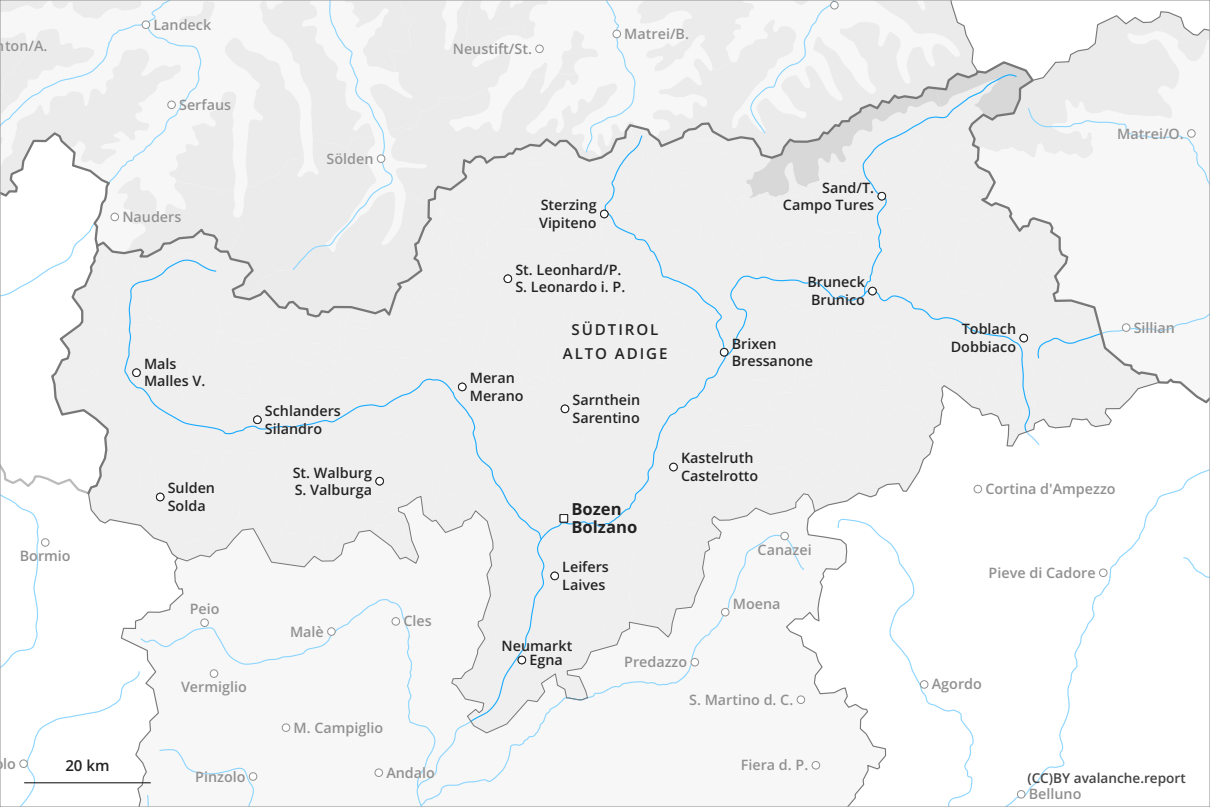 Landeck
Matrei/B.
nton/A.
Neustift/St.
Serfaus
Matrei/O.
Sölden
Sand/T.
Campo Tures
Nauders
Sterzing
Vipiteno
St. Leonhard/P.
S. Leonardo i. P.
Bruneck
Brunico
SÜDTIROL
ALTO ADIGE
Toblach
Dobbiaco
Sillian
Brixen
Bressanone
Mals
Malles V.
Meran
Merano
Sarnthein
Sarentino
Schlanders
Silandro
Kastelruth
Castelrotto
St. Walburg
S. Valburga
Sulden
Solda
Cortina d'Ampezzo
Bozen
Bolzano
Bormio
Canazei
Leifers
Laives
Pieve di Cadore
Peio
Moena
Malè
Cles
Neumarkt
Egna
Predazzo
Vermiglio
Agordo
S. Martino d. C.
M. Campiglio
olo
20 km
Pinzolo
Andalo
Fiera d. P.
(CC)BY avalanche.report
Belluno